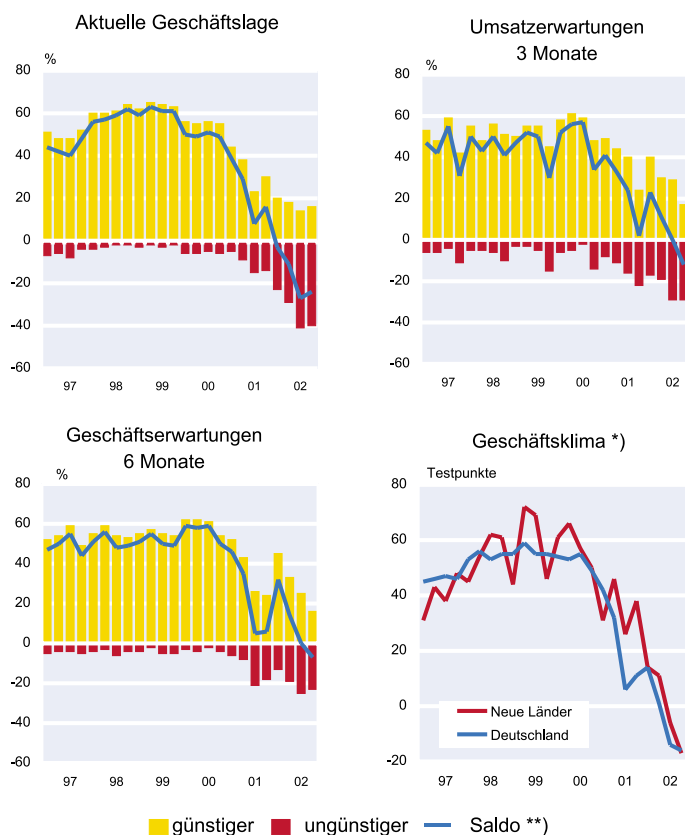 Aktuelle Geschäftslage
%
80
60
40
20
0
-20
-40
-60
97 98 99 00 01 02
Umsatzerwartungen
3 Monate
%
80
60
40
20
0
-20
-40
-60
97 98 99 00 01 02
Geschäftserwartungen
6 Monate
%
80
60
40
20
0
-20
-40
-60
97 98 99 00 01 02
Geschäftsklima *)
Testpunkte
80
60
40
20
0
-20
Neue Länder
Deutschland
97 98 99 00 01 02
günstiger ungünstiger Saldo **)